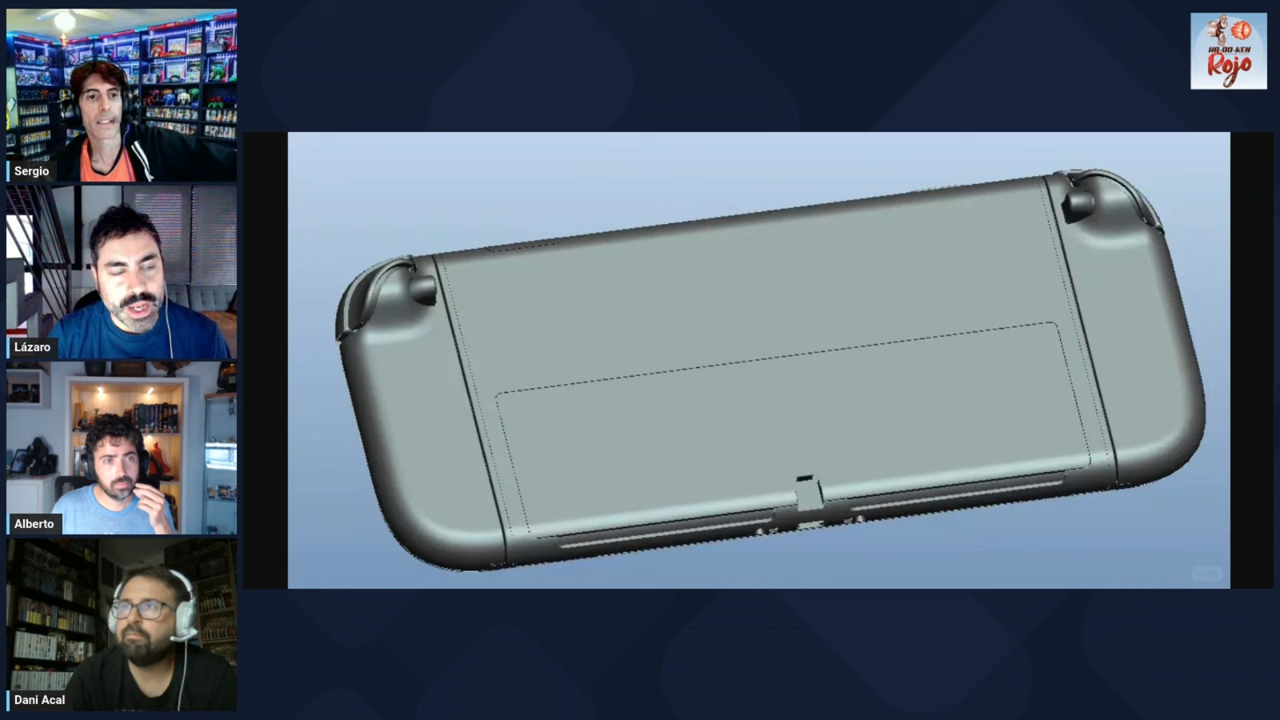 Sergio
Lázaro
Alberto
Dani Acal
HA-DO-KEN
Rojo